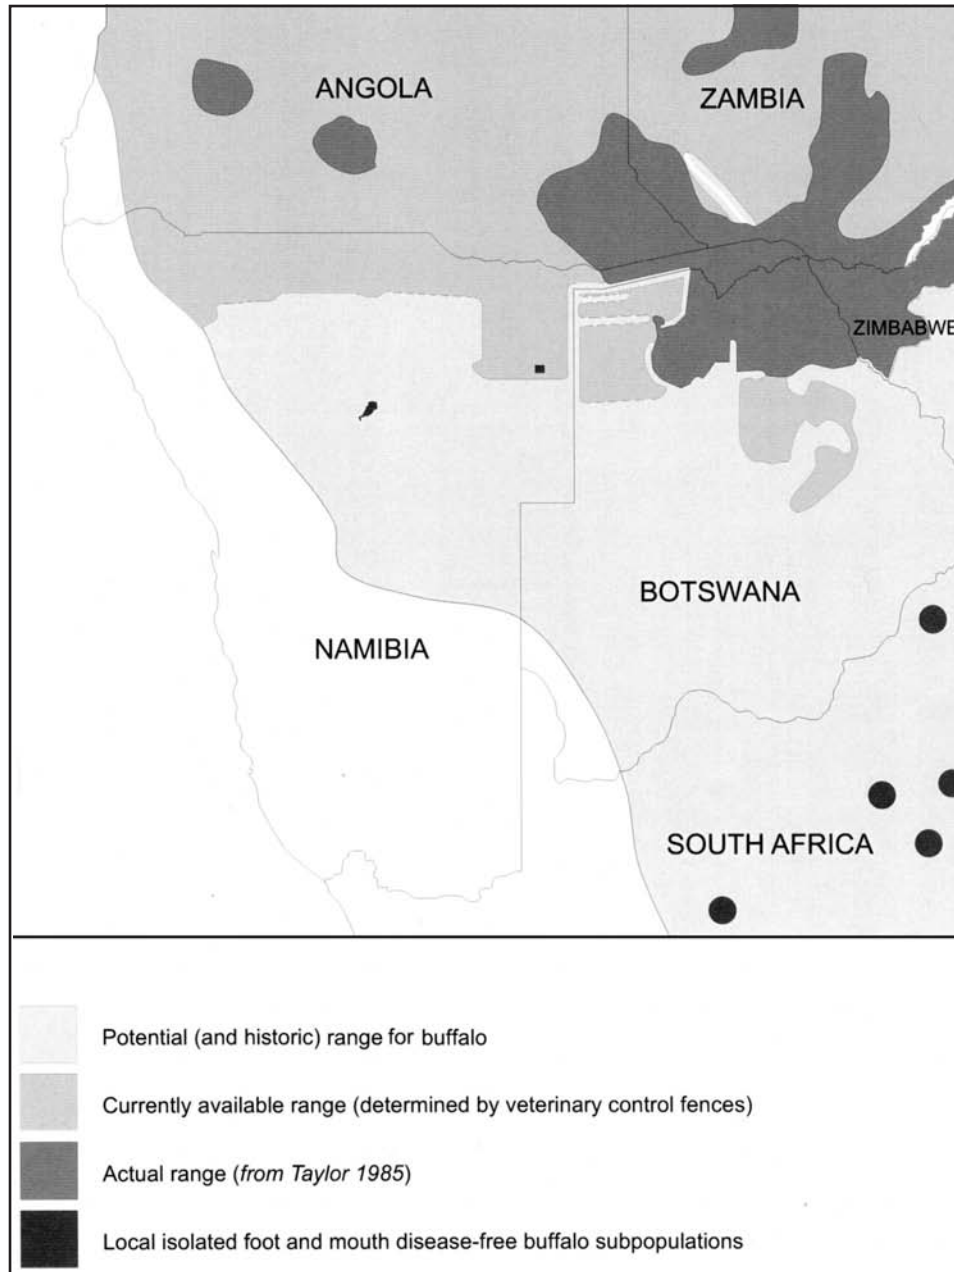 ANGOLA
ZAMBIA
ZIMBABWE
BOTSWANA
NAMIBIA
SOUTH AFRICA
Potential (and historic) range for buffalo
Currently available range (determined by veterinary control fences)
Actual range (from Taylor 1985)
Local isolated foot and mouth disease-free buffalo subpopulations